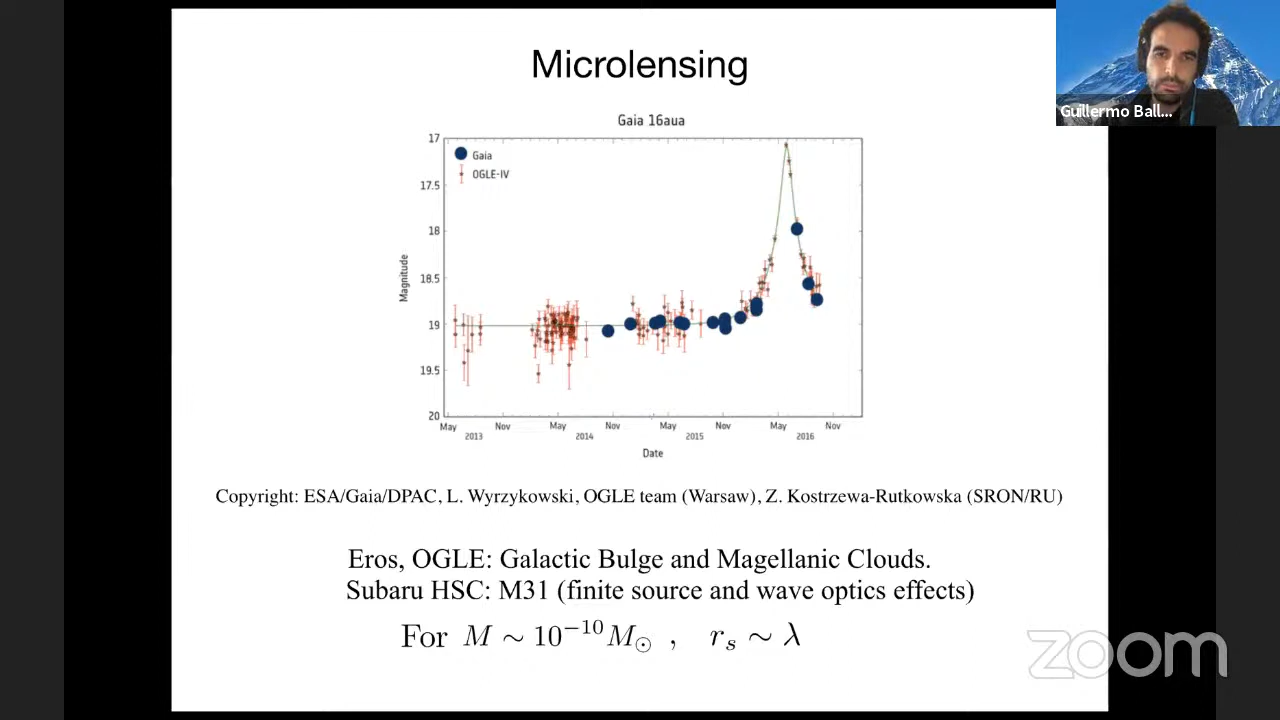 Microlensing
Guillermo Ball...
Gaia 16aua
17
17.5
18
18.5
19
19.5
20
Magnitude
Gaia
OGLE-IV
May Nov May Nov May Nov May Nov
2013 2014 2015 2016
Date
Copyright: ESA/Gaia/DPAC, L. Wyrzykowski, OGLE team (Warsaw), Z. Kostrzewa-Rutkowska (SRON/RU)
Eros, OGLE: Galactic Bulge and Magellanic Clouds.
Subaru HSC: M31 (finite source and wave optics effects)
For M ∼ 10⁻¹⁰ M☉ , rₛ ∼ λ
zoom